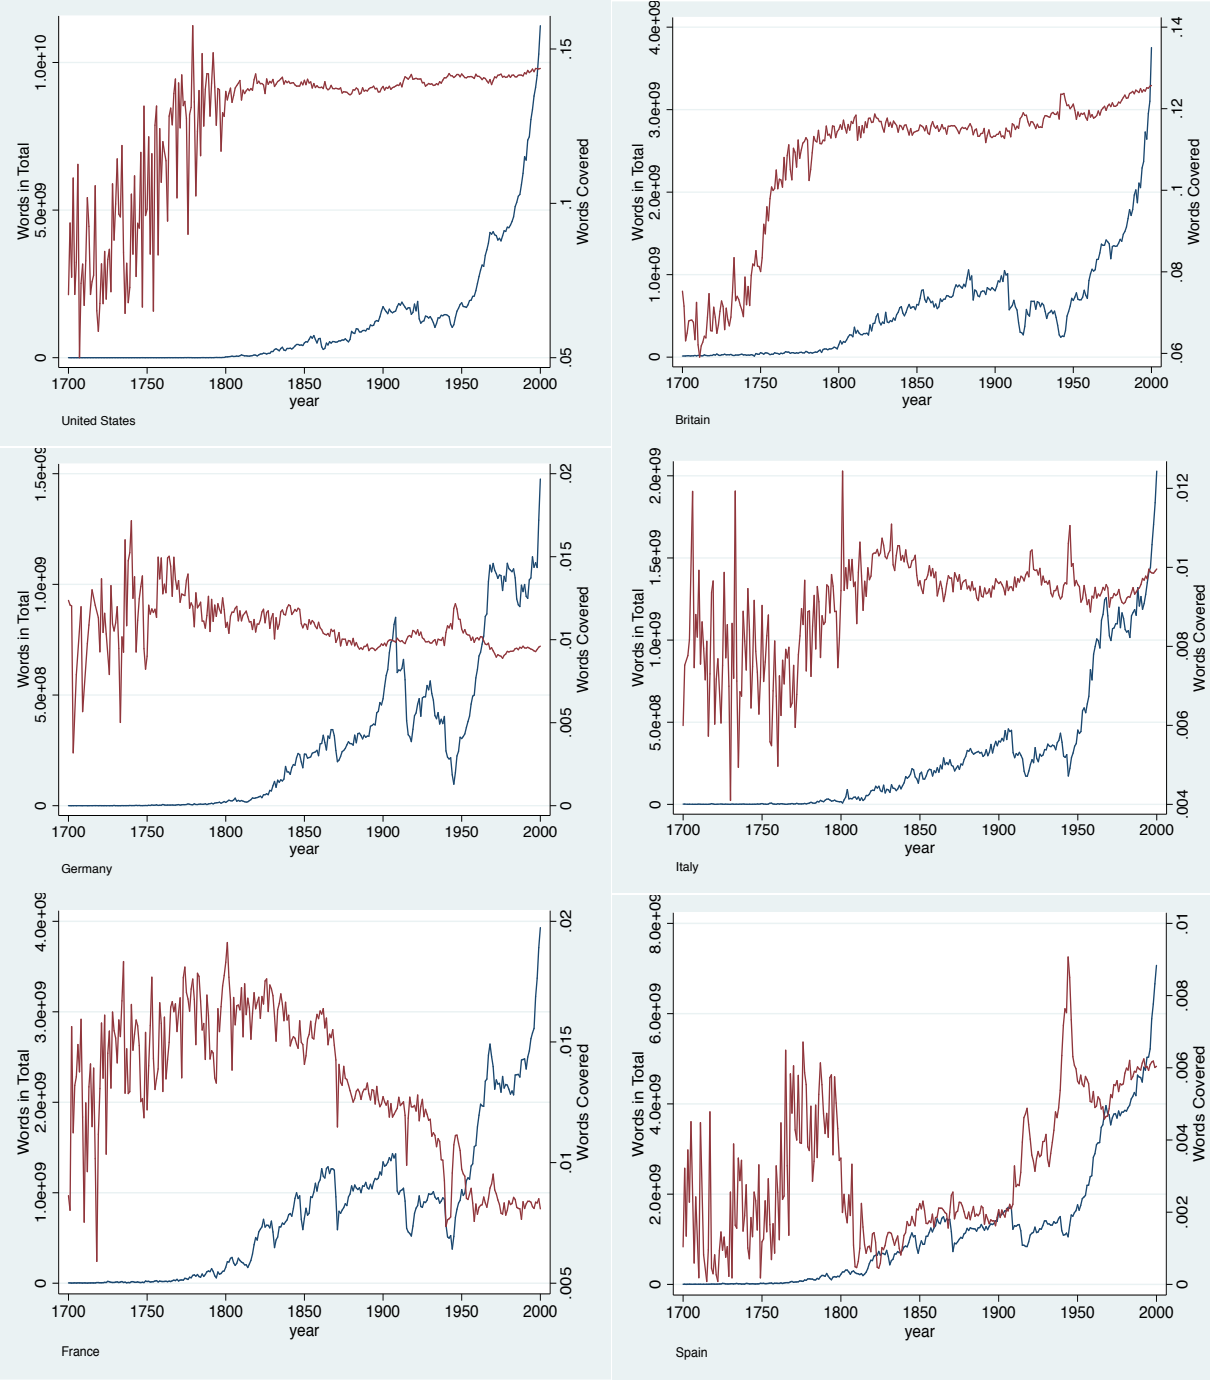 Words in Total
0
5.0e+09
1.0e+10
Words Covered
.05
.1
.15
1700
1750
1800
1850
1900
1950
2000
year
United States
Words in Total
0
1.0e+09
2.0e+09
3.0e+09
4.0e+09
Words Covered
.06
.08
.1
.12
.14
1700
1750
1800
1850
1900
1950
2000
year
Britain
Words in Total
0
5.0e+08
1.0e+09
1.5e+09
Words Covered
0
.005
.01
.015
.02
1700
1750
1800
1850
1900
1950
2000
year
Germany
Words in Total
0
5.0e+08
1.0e+09
1.5e+09
2.0e+09
Words Covered
.004
.006
.008
.01
.012
1700
1750
1800
1850
1900
1950
2000
year
Italy
Words in Total
0
1.0e+09
2.0e+09
3.0e+09
4.0e+09
Words Covered
.005
.01
.015
.02
1700
1750
1800
1850
1900
1950
2000
year
France
Words in Total
0
2.0e+09
4.0e+09
6.0e+09
8.0e+09
Words Covered
0
.002
.004
.006
.008
.01
1700
1750
1800
1850
1900
1950
2000
year
Spain